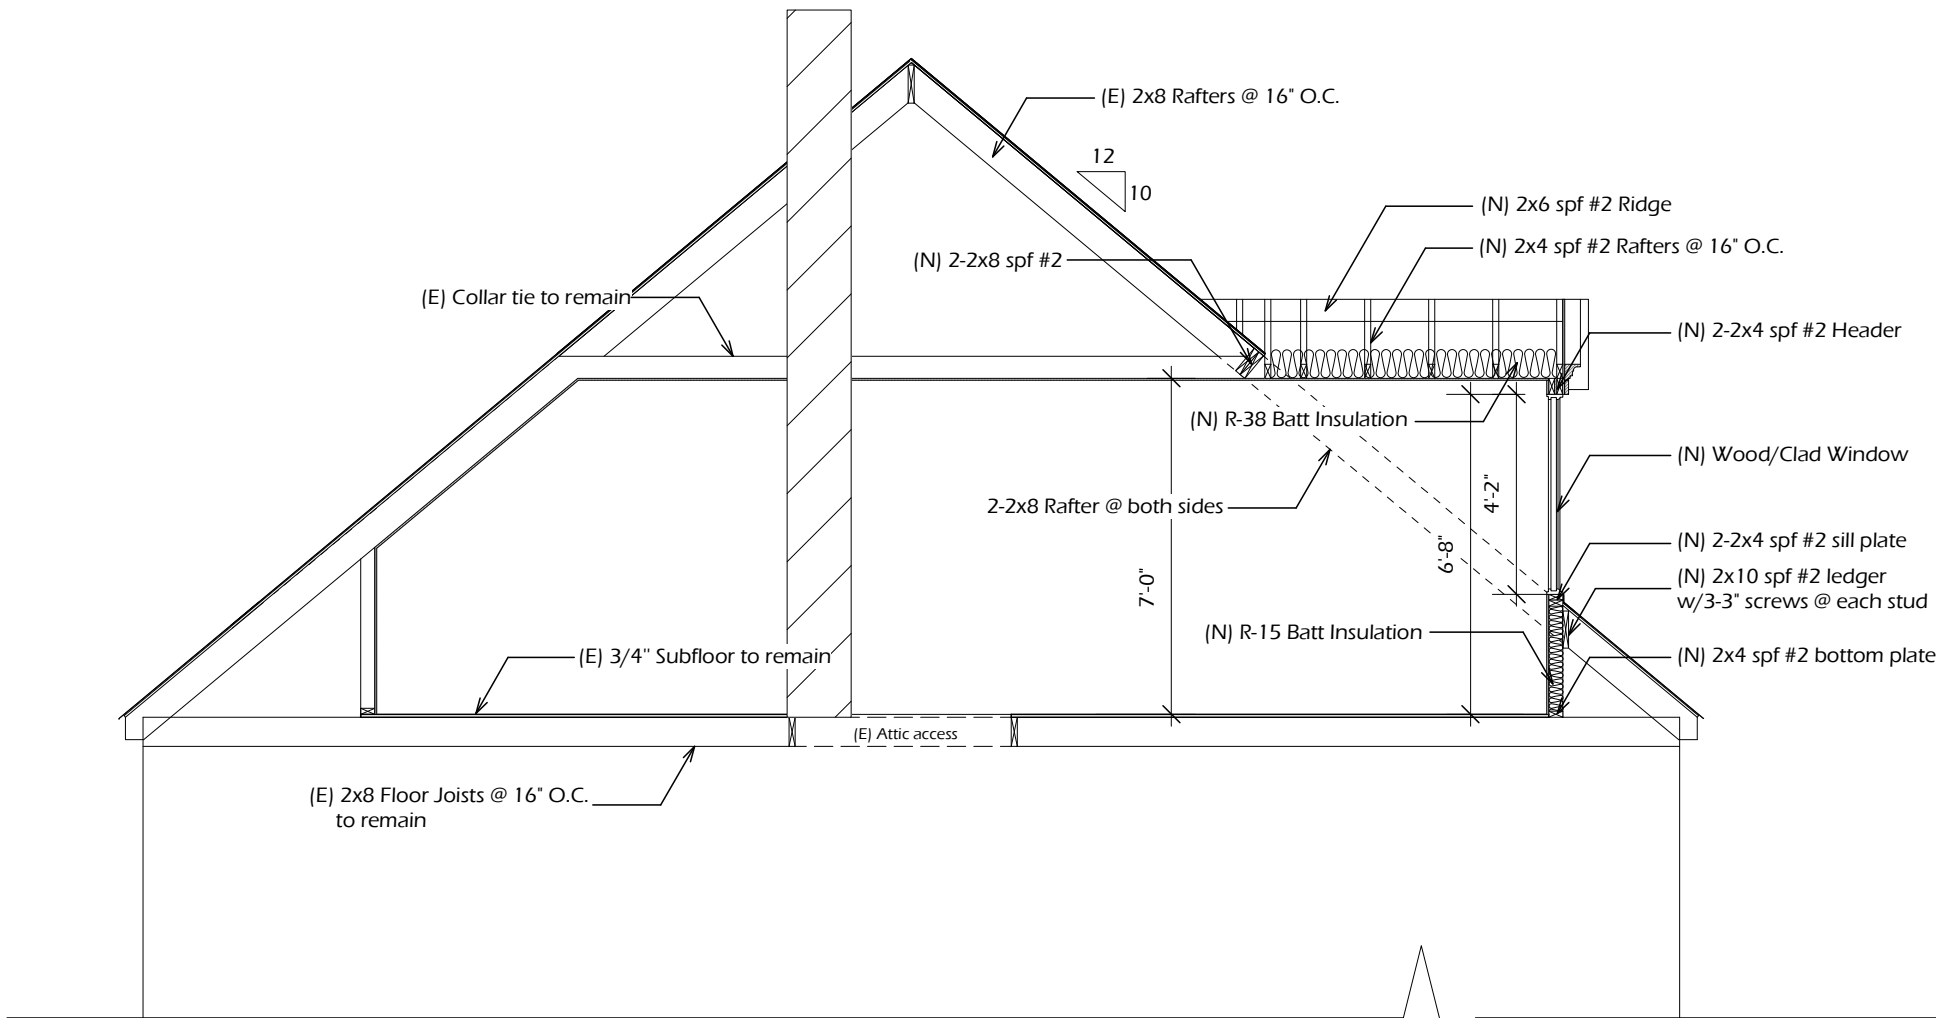 (E) 2x8 Rafters @ 16" O.C.
12
10
(N) 2x6 spf #2 Ridge
(N) 2x4 spf #2 Rafters @ 16" O.C.
(N) 2-2x8 spf #2
(E) Collar tie to remain
(N) 2-2x4 spf #2 Header
(N) R-38 Batt Insulation
(N) Wood/Clad Window
4'-2"
2-2x8 Rafter @ both sides
6'-8"
7'-0"
(N) 2-2x4 spf #2 sill plate
(N) 2x10 spf #2 ledger
w/3-3" screws @ each stud
(N) R-15 Batt Insulation
(E) 3/4" Subfloor to remain
(N) 2x4 spf #2 bottom plate
(E) Attic access
(E) 2x8 Floor Joists @ 16" O.C.
to remain